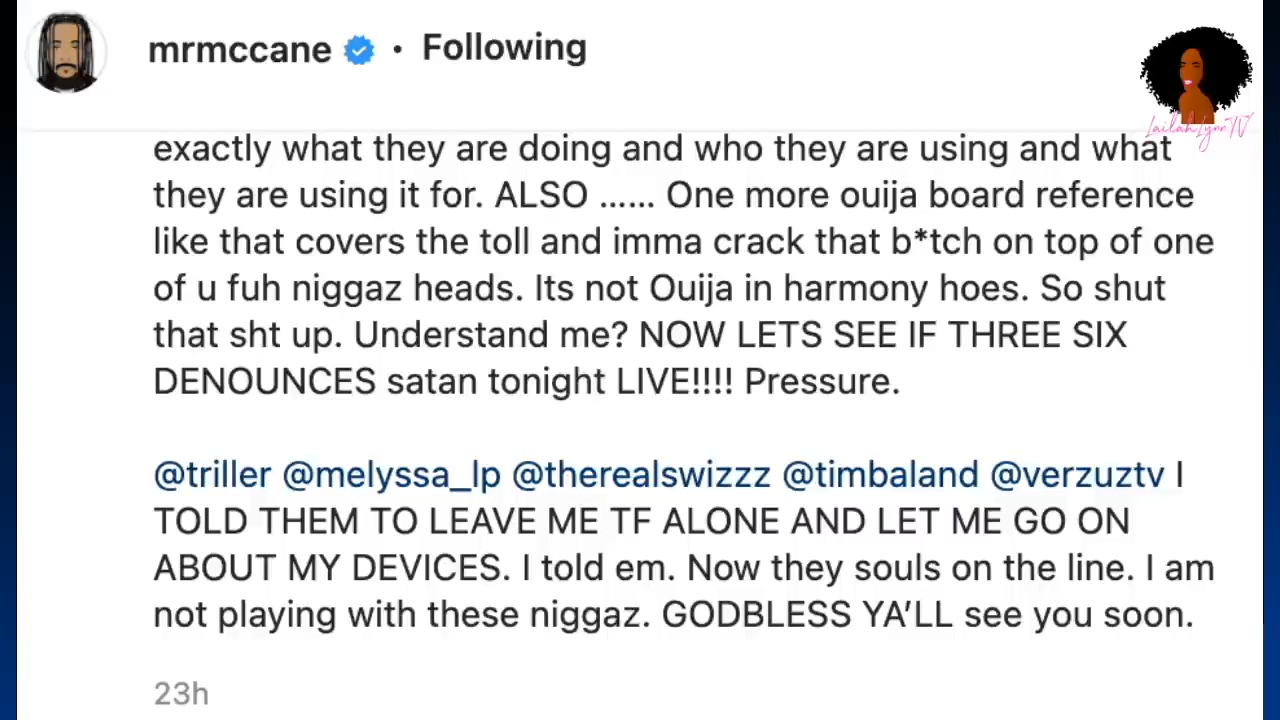 mrmccane • Following
LailahLynnTV
exactly what they are doing and who they are using and what
they are using it for. ALSO ...... One more ouija board reference
like that covers the toll and imma crack that b*tch on top of one
of u fuh niggaz heads. Its not Ouija in harmony hoes. So shut
that sht up. Understand me? NOW LETS SEE IF THREE SIX
DENOUNCES satan tonight LIVE!!!! Pressure.
@triller @melyssa_lp @therealswizzz @timbaland @verzuztv I
TOLD THEM TO LEAVE ME TF ALONE AND LET ME GO ON
ABOUT MY DEVICES. I told em. Now they souls on the line. I am
not playing with these niggaz. GODBLESS YA’LL see you soon.
23h